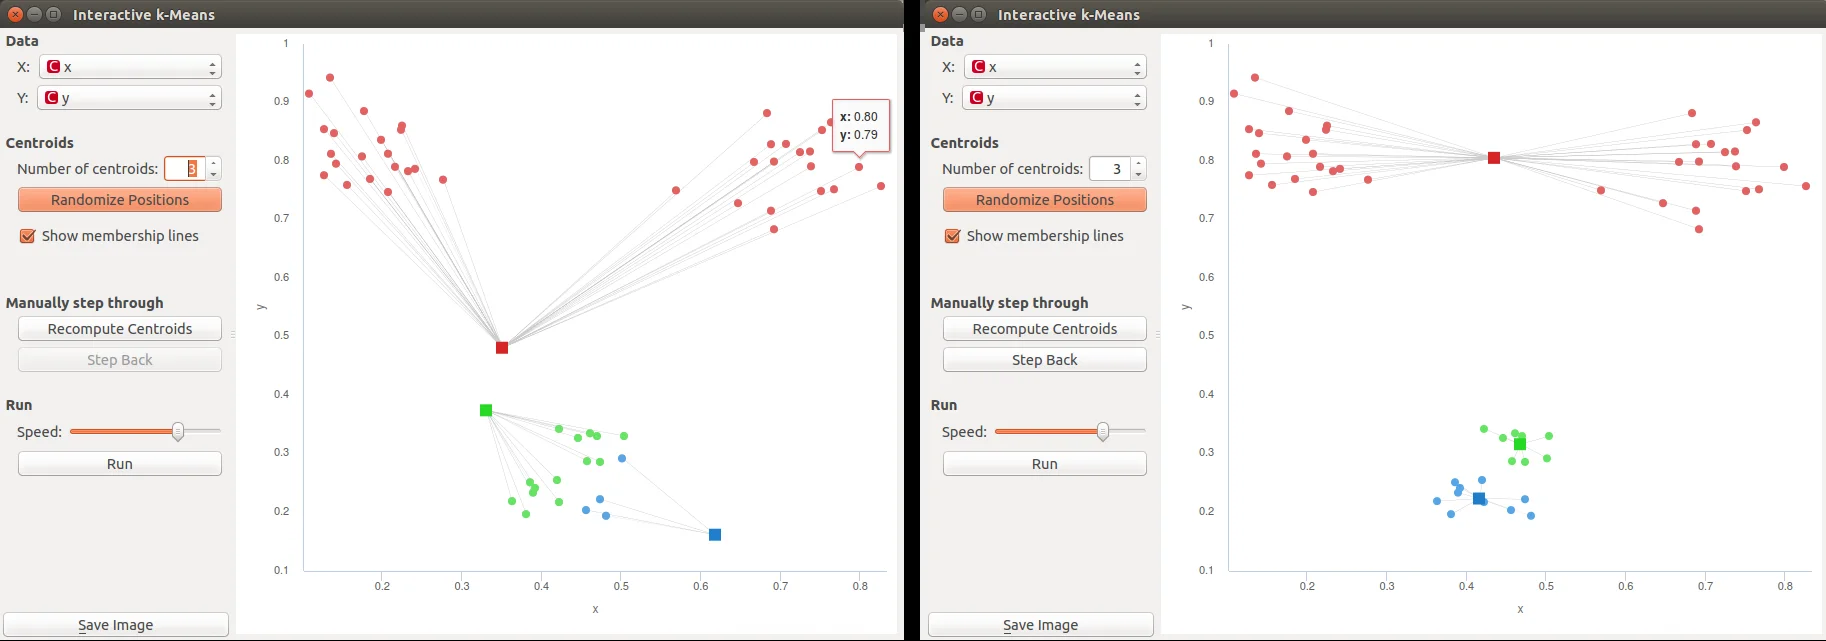 Interactive k-Means
Data
X: C x
Y: C y
Centroids
Number of centroids: 3
Randomize Positions
Show membership lines
Manually step through
Recompute Centroids
Step Back
Run
Speed:
Run
Save Image
1
0.9
0.8
0.7
0.6
0.5
0.4
0.3
0.2
0.1
y
x: 0.80
y: 0.79
0.2 0.3 0.4 0.5 0.6 0.7 0.8
x
Interactive k-Means
Data
X: C x
Y: C y
Centroids
Number of centroids: 3
Randomize Positions
Show membership lines
Manually step through
Recompute Centroids
Step Back
Run
Speed:
Run
Save Image
1
0.9
0.8
0.7
0.6
0.5
0.4
0.3
0.2
0.1
y
0.2 0.3 0.4 0.5 0.6 0.7 0.8
x